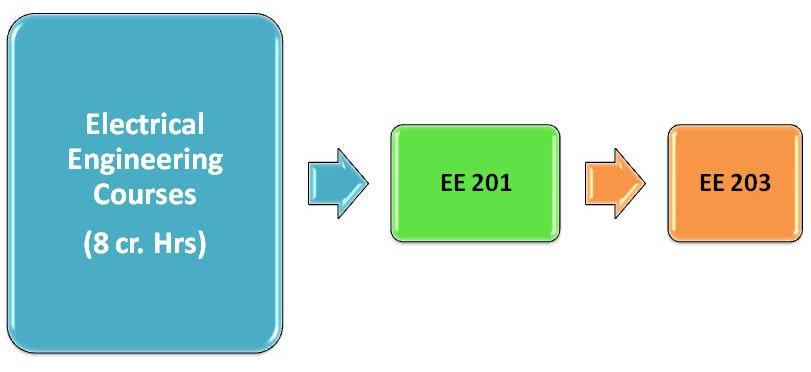 Electrical
Engineering
Courses
(8 cr. Hrs)
EE 201
EE 203